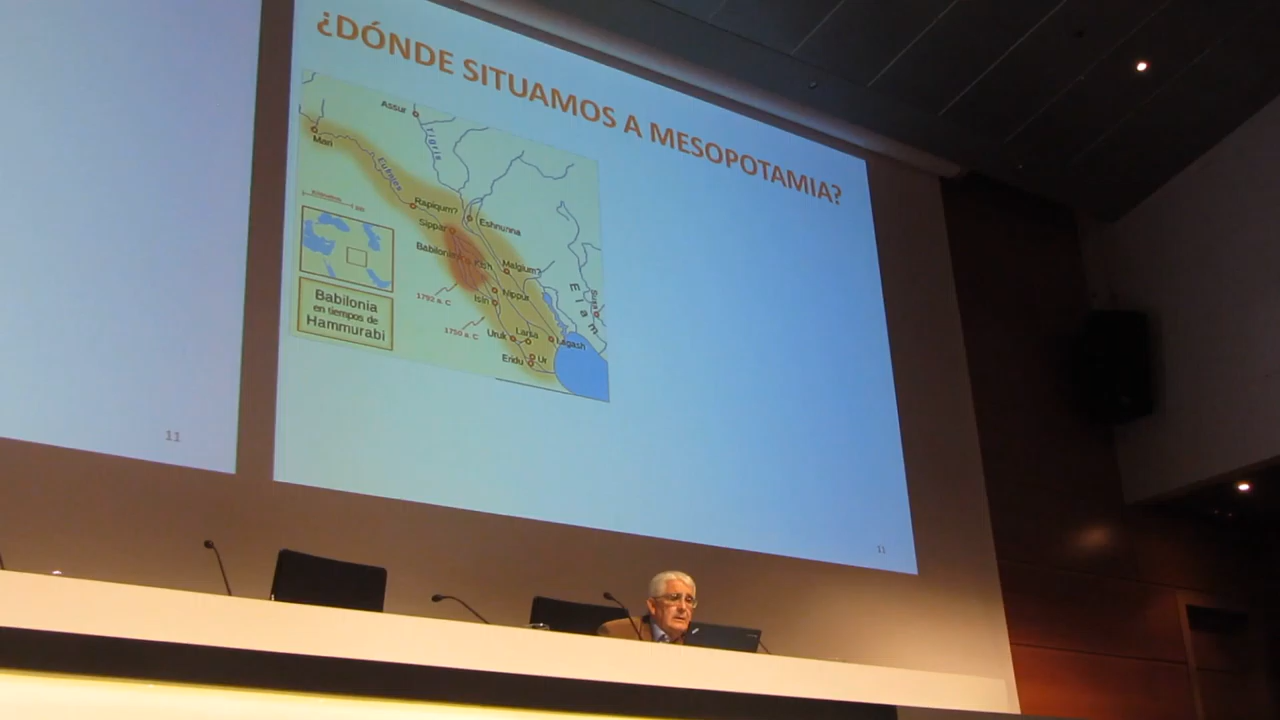 ¿DÓNDE SITUAMOS A MESOPOTAMIA?
Assur
Tigris
Mari
Eufrates
Rapiqum?
Eshnunna
Sippar
Babilonia
Kish
Malgium?
Elam
Susa
Nippur
1792 a. C
Isin
Babilonia
en tiempos de
Hammurabi
1750 a. C
Uruk
Larsa
Lagash
Eridu
Ur
11
11